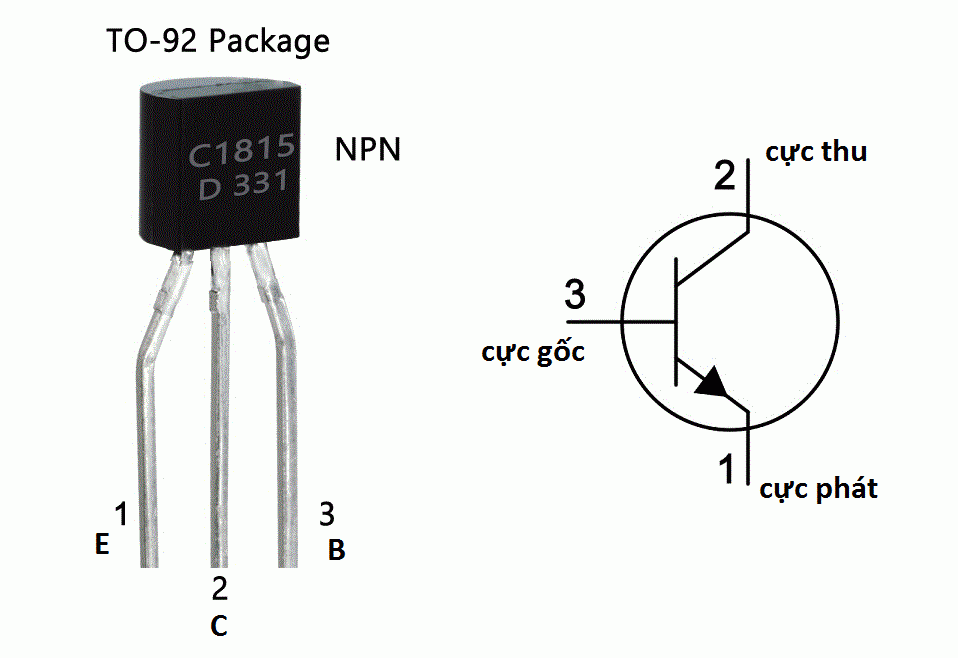 TO-92 Package
C1815
D 331
NPN
1
E
2
C
3
B
2
cực thu
3
cực gốc
1
cực phát